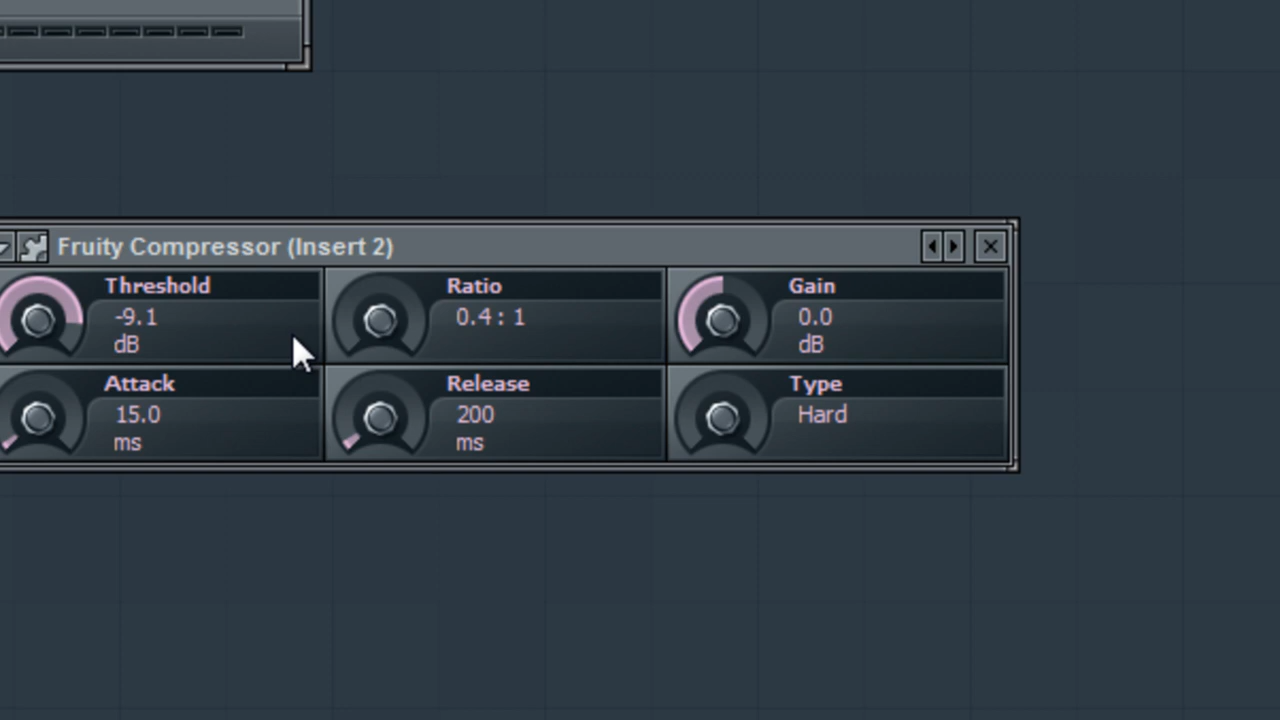 Fruity Compressor (Insert 2)
Threshold
-9.1
dB
Ratio
0.4 : 1
Gain
0.0
dB
Attack
15.0
ms
Release
200
ms
Type
Hard